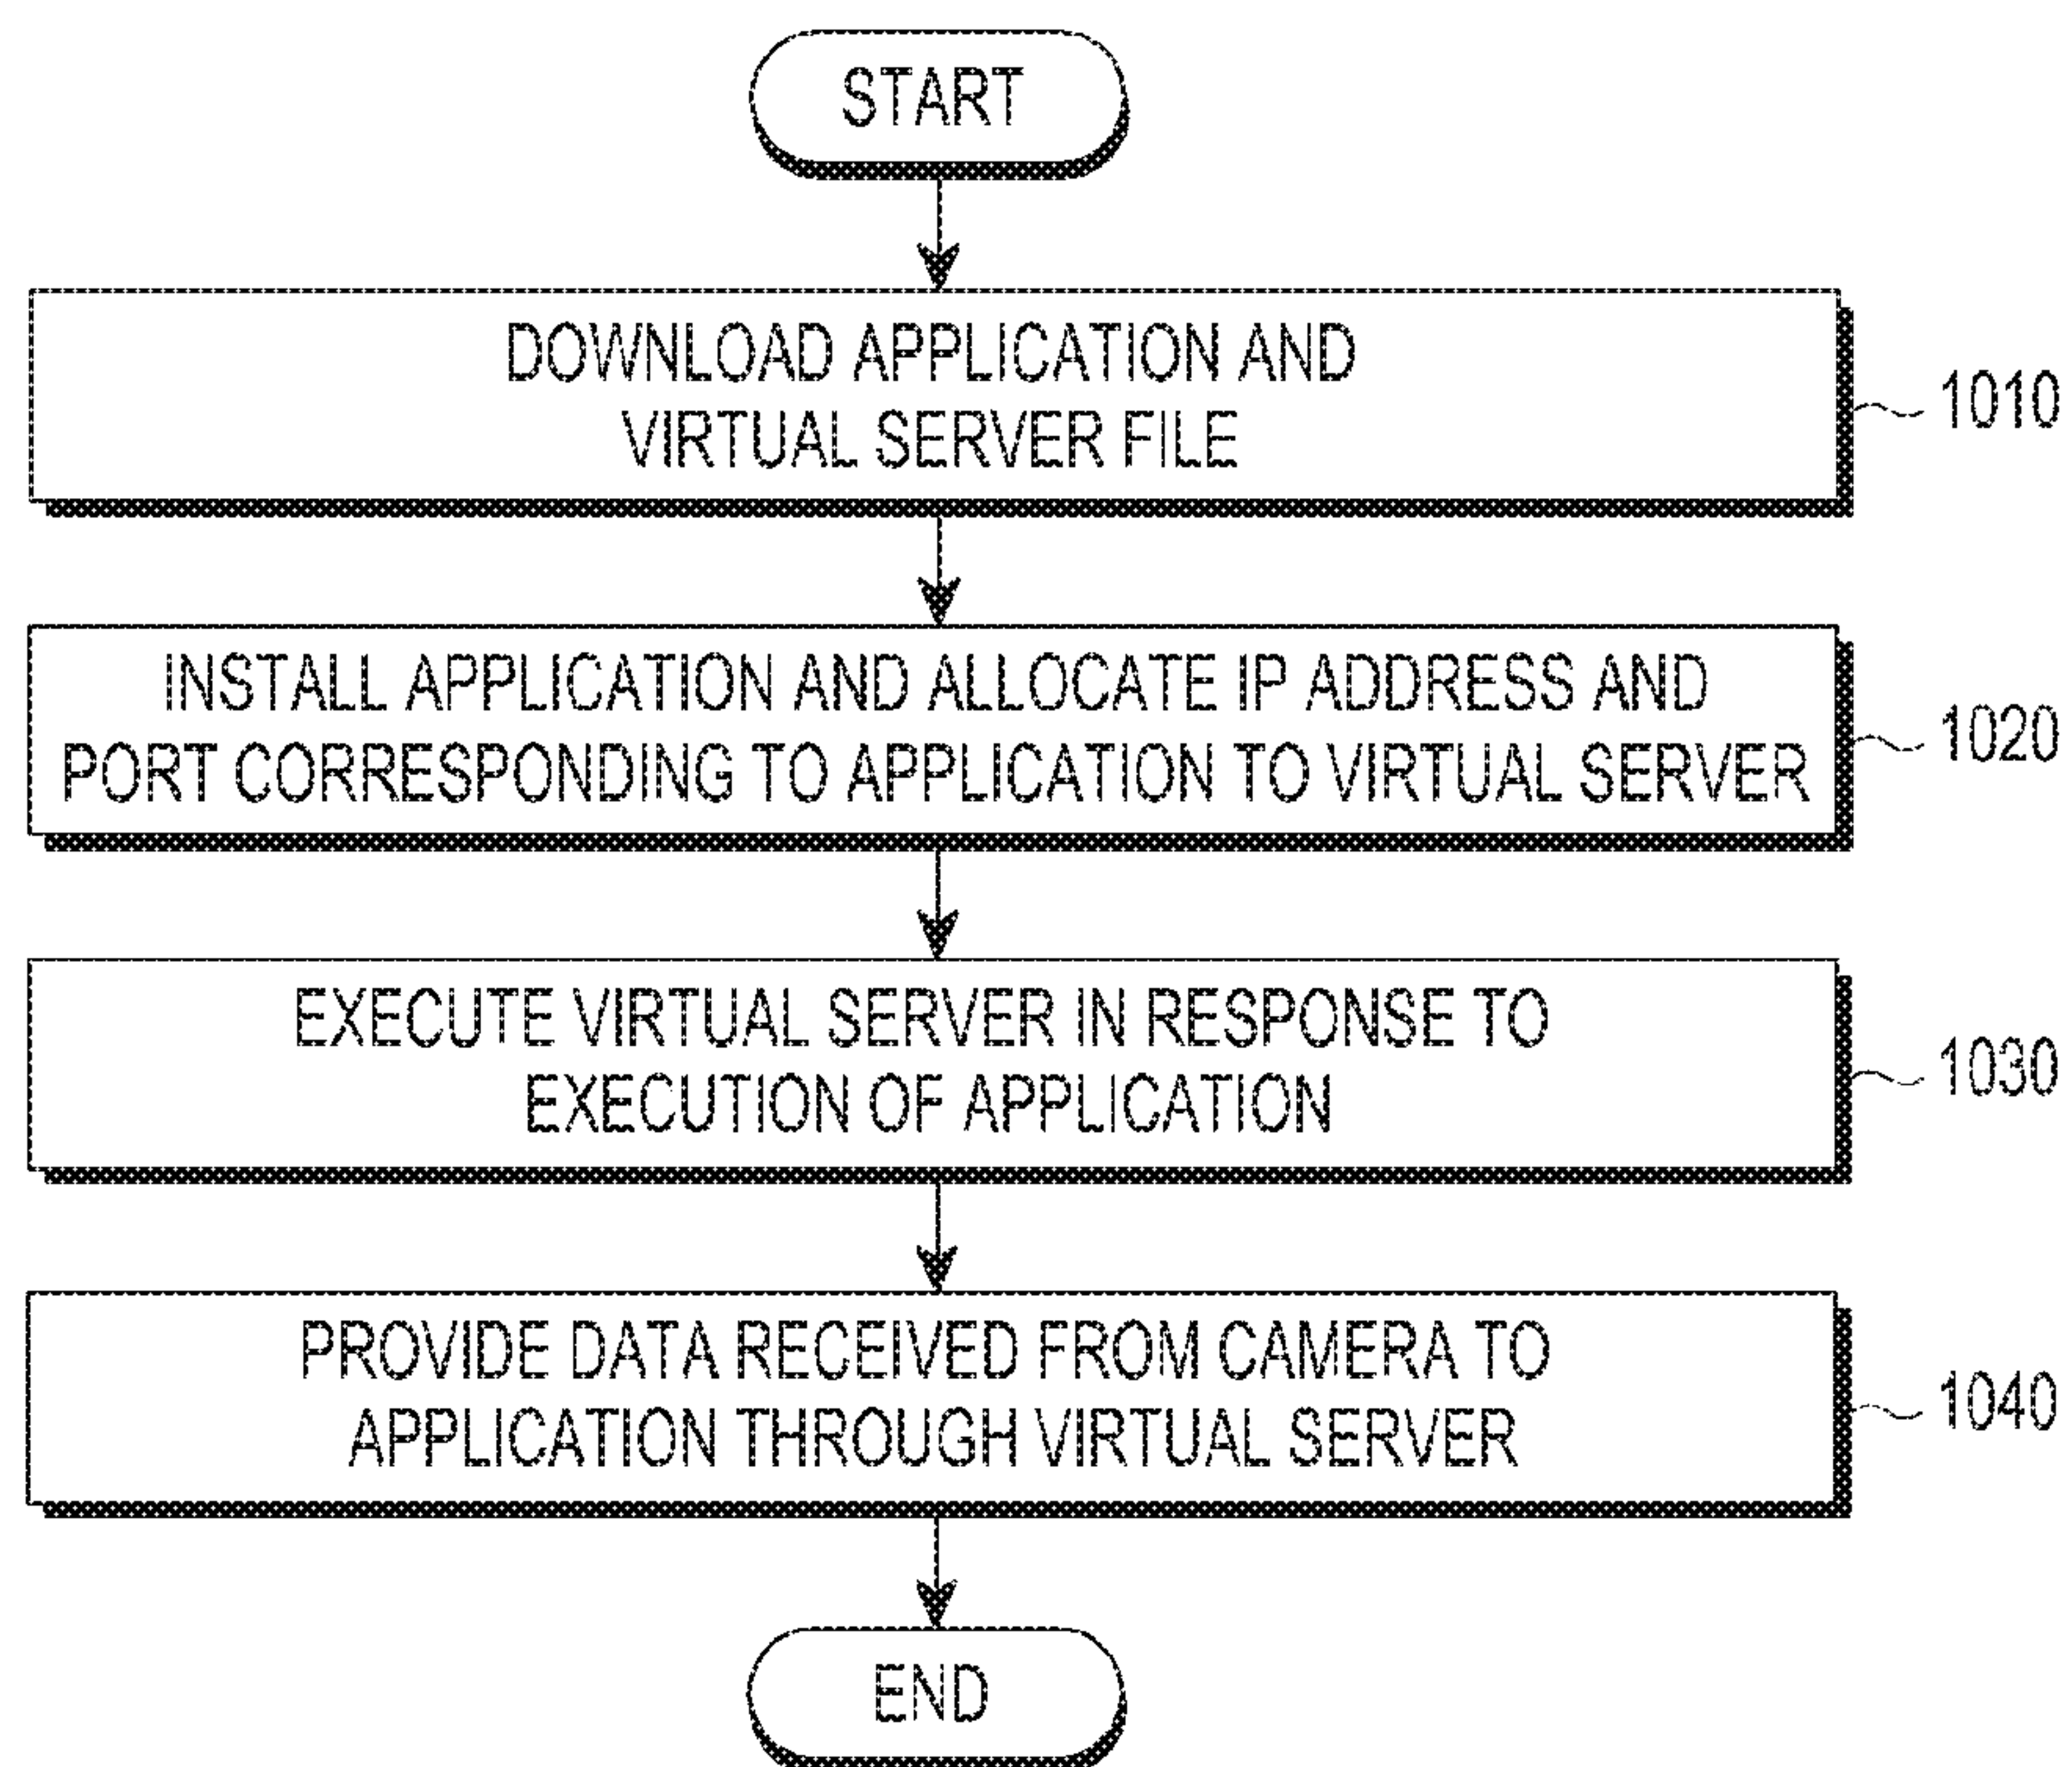 START
DOWNLOAD APPLICATION AND
VIRTUAL SERVER FILE
1010
INSTALL APPLICATION AND ALLOCATE IP ADDRESS AND
PORT CORRESPONDING TO APPLICATION TO VIRTUAL SERVER
1020
EXECUTE VIRTUAL SERVER IN RESPONSE TO
EXECUTION OF APPLICATION
1030
PROVIDE DATA RECEIVED FROM CAMERA TO
APPLICATION THROUGH VIRTUAL SERVER
1040
END